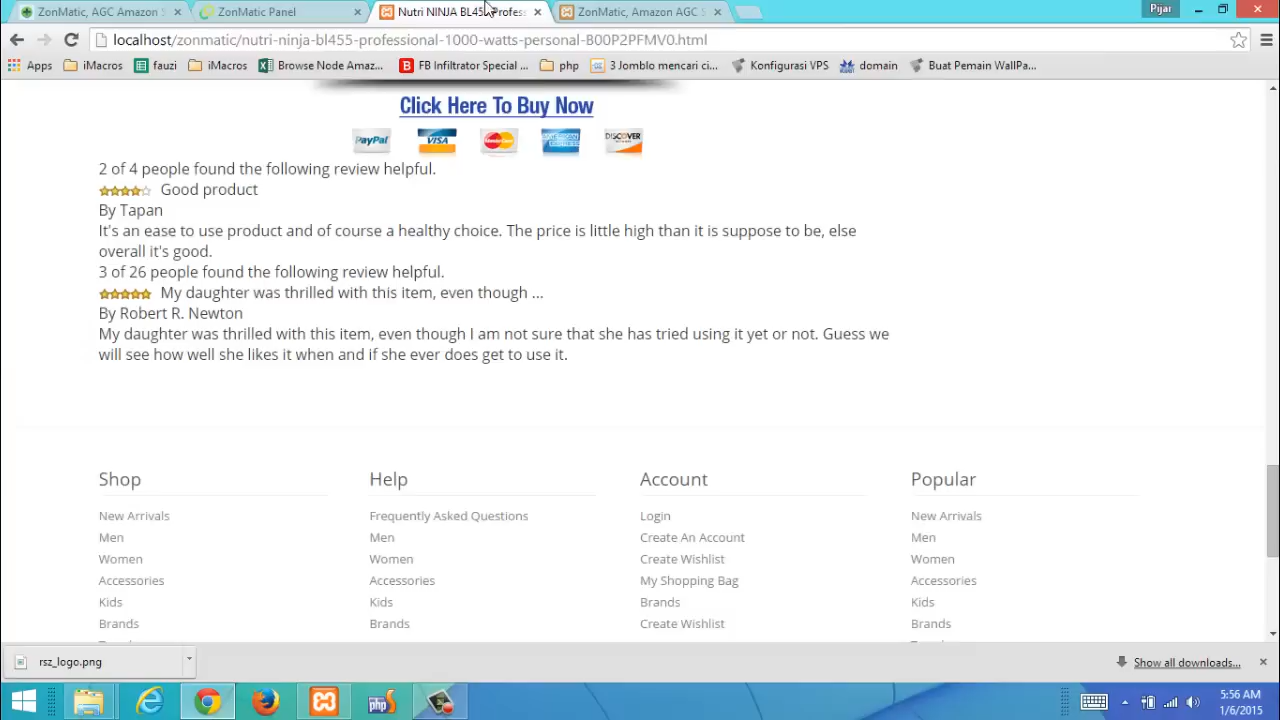 ZonMatic, AGC Amazon S
ZonMatic Panel
Nutri NINJA BL455 Profess
ZonMatic, Amazon AGC S
Pijar
localhost/zonmatic/nutri-ninja-bl455-professional-1000-watts-personal-B00P2PFMV0.html
Apps
iMacros
fauzi
iMacros
Browse Node Amaz...
FB Infiltrator Special ...
php
3 Jomblo mencari ci...
Konfigurasi VPS
domain
Buat Pemain WallPa...
Click Here To Buy Now
PayPal VISA MasterCard DISCOVER
2 of 4 people found the following review helpful.
Good product
By Tapan
It's an ease to use product and of course a healthy choice. The price is little high than it is suppose to be, else
overall it's good.
3 of 26 people found the following review helpful.
My daughter was thrilled with this item, even though ...
By Robert R. Newton
My daughter was thrilled with this item, even though I am not sure that she has tried using it yet or not. Guess we
will see how well she likes it when and if she ever does get to use it.
Shop
New Arrivals
Men
Women
Accessories
Kids
Brands
Help
Frequently Asked Questions
Men
Women
Accessories
Kids
Brands
Account
Login
Create An Account
Create Wishlist
My Shopping Bag
Brands
Create Wishlist
Popular
New Arrivals
Men
Women
Accessories
Kids
Brands
rsz_logo.png
Show all downloads...
php
5:56 AM
1/6/2015